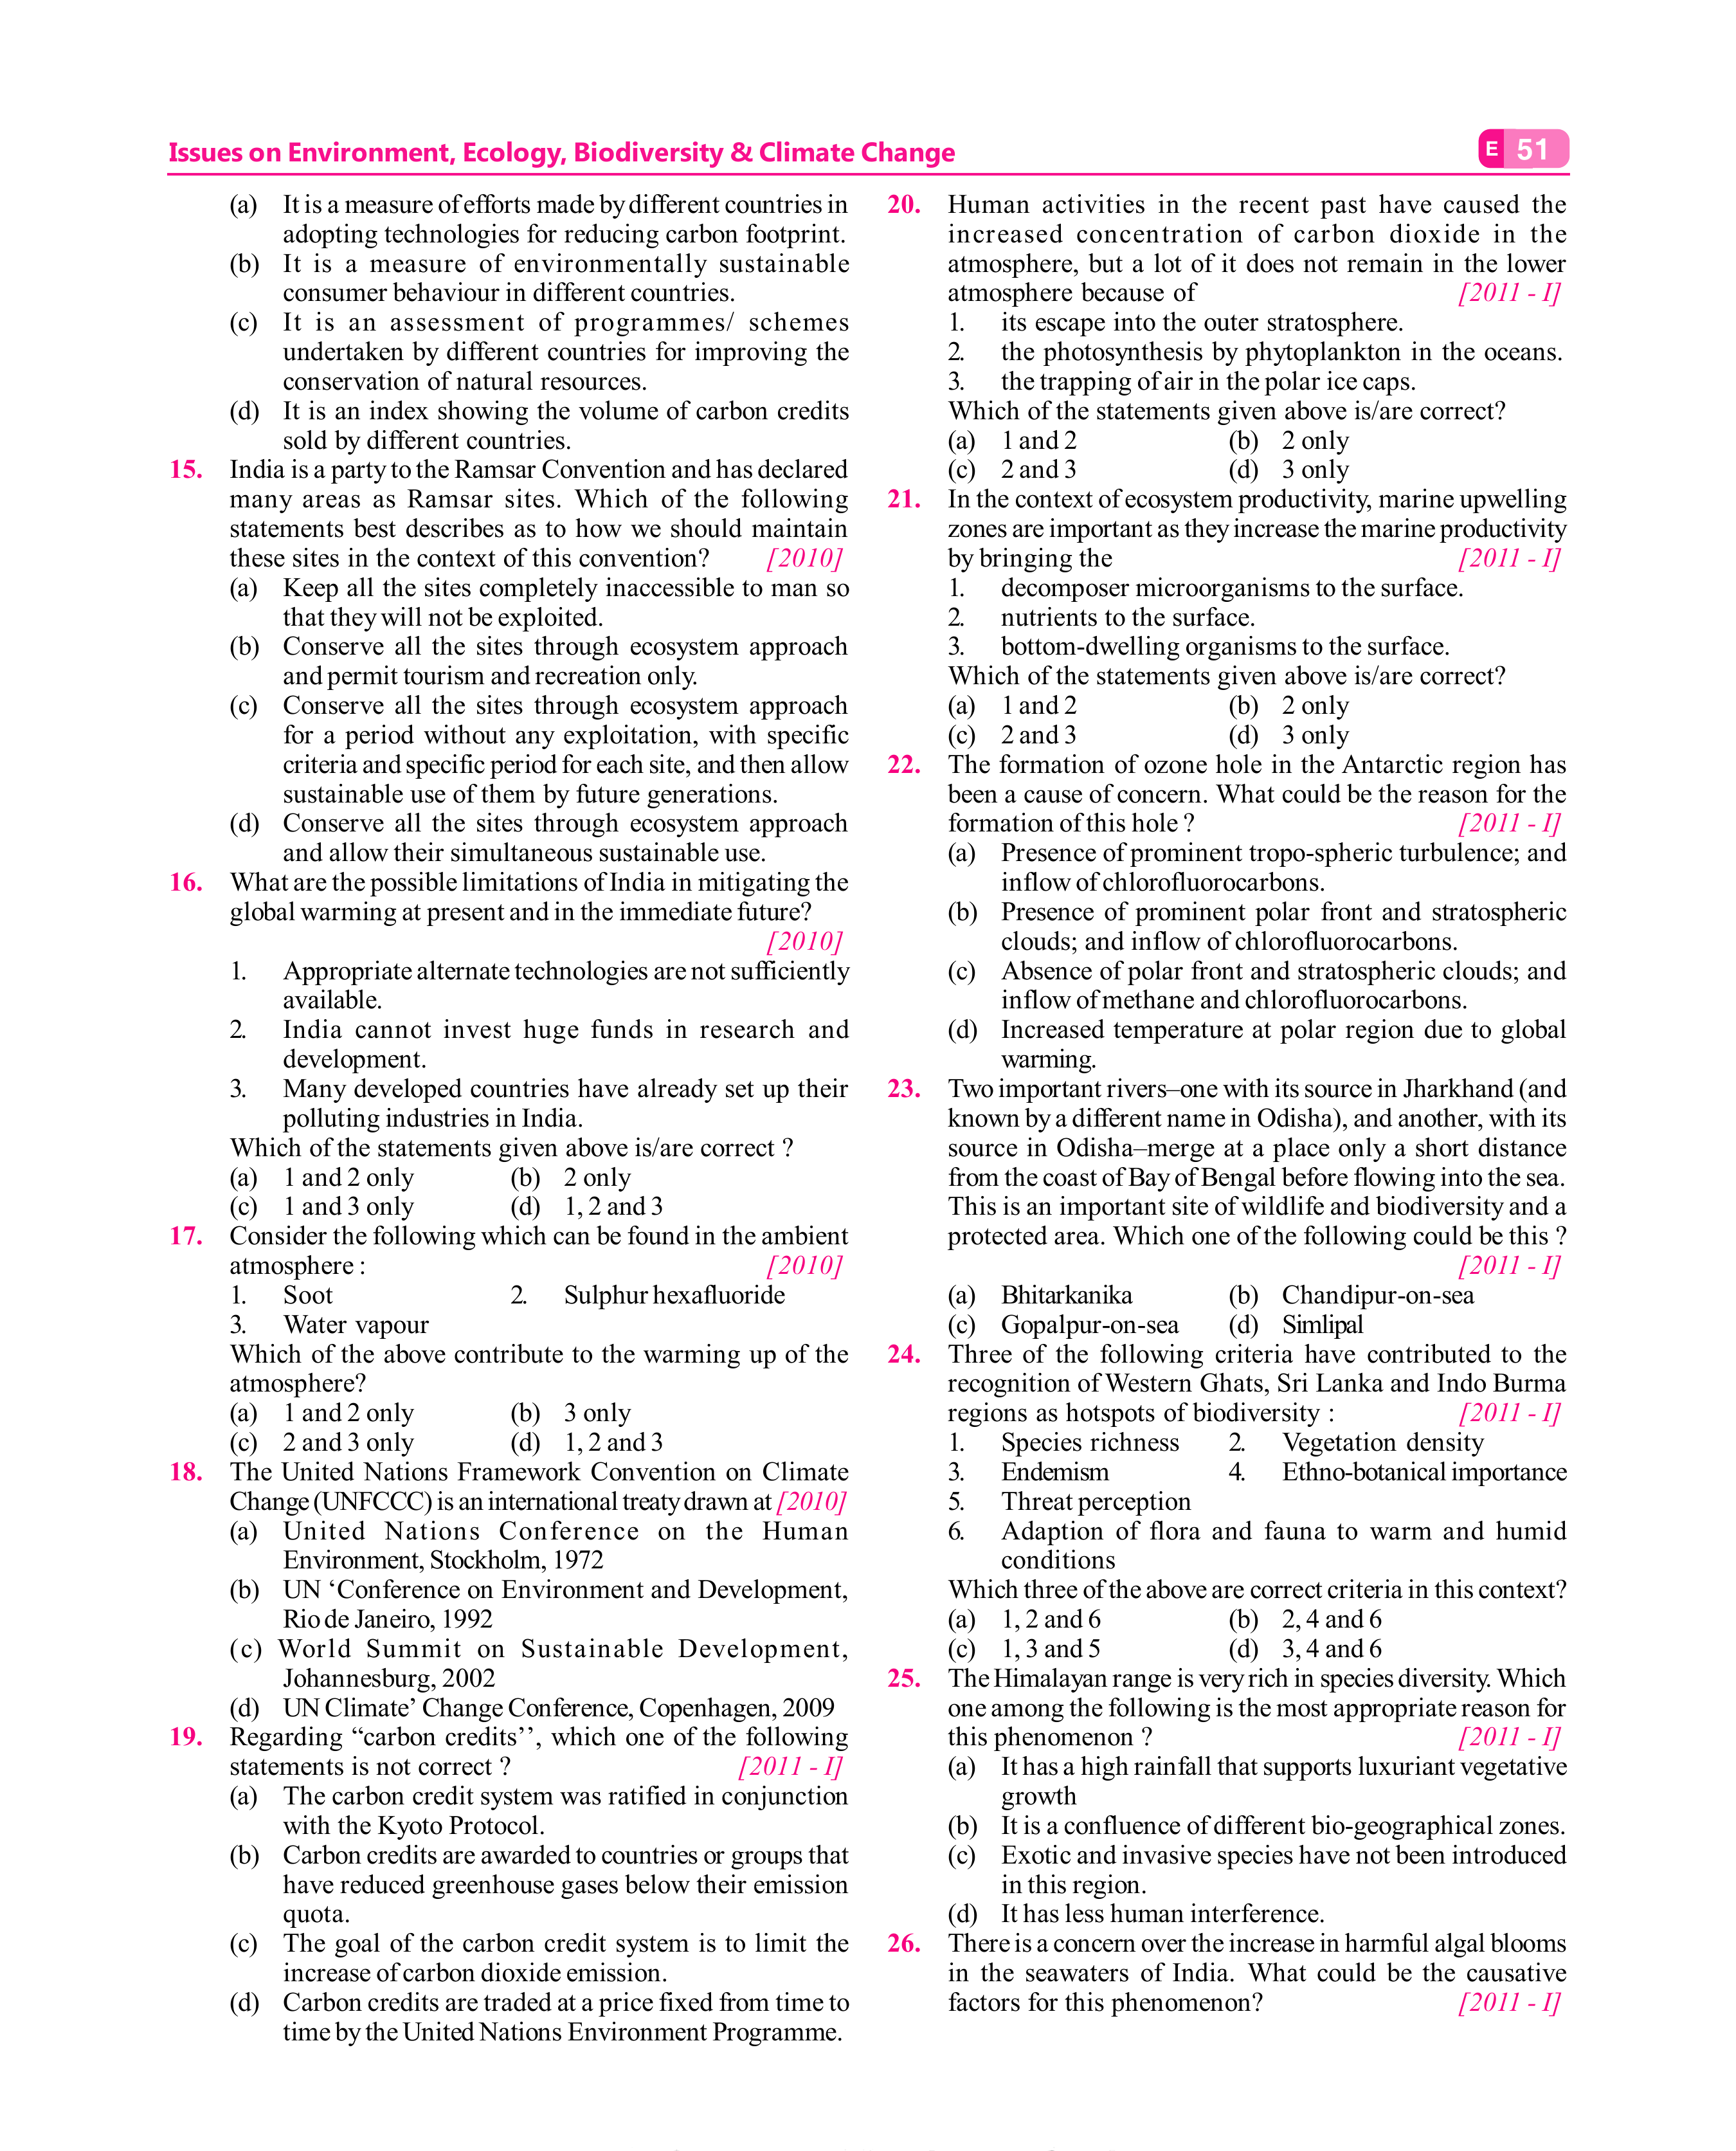 Issues on Environment, Ecology, Biodiversity & Climate Change
E 51
(a) It is a measure of efforts made by different countries in
adopting technologies for reducing carbon footprint.
(b) It is a measure of environmentally sustainable
consumer behaviour in different countries.
(c) It is an assessment of programmes/ schemes
undertaken by different countries for improving the
conservation of natural resources.
(d) It is an index showing the volume of carbon credits
sold by different countries.
15. India is a party to the Ramsar Convention and has declared
many areas as Ramsar sites. Which of the following
statements best describes as to how we should maintain
these sites in the context of this convention? [2010]
(a) Keep all the sites completely inaccessible to man so
that they will not be exploited.
(b) Conserve all the sites through ecosystem approach
and permit tourism and recreation only.
(c) Conserve all the sites through ecosystem approach
for a period without any exploitation, with specific
criteria and specific period for each site, and then allow
sustainable use of them by future generations.
(d) Conserve all the sites through ecosystem approach
and allow their simultaneous sustainable use.
16. What are the possible limitations of India in mitigating the
global warming at present and in the immediate future?
[2010]
1. Appropriate alternate technologies are not sufficiently
available.
2. India cannot invest huge funds in research and
development.
3. Many developed countries have already set up their
polluting industries in India.
Which of the statements given above is/are correct ?
(a) 1 and 2 only (b) 2 only
(c) 1 and 3 only (d) 1, 2 and 3
17. Consider the following which can be found in the ambient
atmosphere : [2010]
1. Soot 2. Sulphur hexafluoride
3. Water vapour
Which of the above contribute to the warming up of the
atmosphere?
(a) 1 and 2 only (b) 3 only
(c) 2 and 3 only (d) 1, 2 and 3
18. The United Nations Framework Convention on Climate
Change (UNFCCC) is an international treaty drawn at [2010]
(a) United Nations Conference on the Human
Environment, Stockholm, 1972
(b) UN ‘Conference on Environment and Development,
Rio de Janeiro, 1992
(c) World Summit on Sustainable Development,
Johannesburg, 2002
(d) UN Climate’ Change Conference, Copenhagen, 2009
19. Regarding “carbon credits’’, which one of the following
statements is not correct ? [2011 - I]
(a) The carbon credit system was ratified in conjunction
with the Kyoto Protocol.
(b) Carbon credits are awarded to countries or groups that
have reduced greenhouse gases below their emission
quota.
(c) The goal of the carbon credit system is to limit the
increase of carbon dioxide emission.
(d) Carbon credits are traded at a price fixed from time to
time by the United Nations Environment Programme.
20. Human activities in the recent past have caused the
increased concentration of carbon dioxide in the
atmosphere, but a lot of it does not remain in the lower
atmosphere because of [2011 - I]
1. its escape into the outer stratosphere.
2. the photosynthesis by phytoplankton in the oceans.
3. the trapping of air in the polar ice caps.
Which of the statements given above is/are correct?
(a) 1 and 2 (b) 2 only
(c) 2 and 3 (d) 3 only
21. In the context of ecosystem productivity, marine upwelling
zones are important as they increase the marine productivity
by bringing the [2011 - I]
1. decomposer microorganisms to the surface.
2. nutrients to the surface.
3. bottom-dwelling organisms to the surface.
Which of the statements given above is/are correct?
(a) 1 and 2 (b) 2 only
(c) 2 and 3 (d) 3 only
22. The formation of ozone hole in the Antarctic region has
been a cause of concern. What could be the reason for the
formation of this hole ? [2011 - I]
(a) Presence of prominent tropo-spheric turbulence; and
inflow of chlorofluorocarbons.
(b) Presence of prominent polar front and stratospheric
clouds; and inflow of chlorofluorocarbons.
(c) Absence of polar front and stratospheric clouds; and
inflow of methane and chlorofluorocarbons.
(d) Increased temperature at polar region due to global
warming.
23. Two important rivers–one with its source in Jharkhand (and
known by a different name in Odisha), and another, with its
source in Odisha–merge at a place only a short distance
from the coast of Bay of Bengal before flowing into the sea.
This is an important site of wildlife and biodiversity and a
protected area. Which one of the following could be this ?
[2011 - I]
(a) Bhitarkanika (b) Chandipur-on-sea
(c) Gopalpur-on-sea (d) Simlipal
24. Three of the following criteria have contributed to the
recognition of Western Ghats, Sri Lanka and Indo Burma
regions as hotspots of biodiversity : [2011 - I]
1. Species richness 2. Vegetation density
3. Endemism 4. Ethno-botanical importance
5. Threat perception
6. Adaption of flora and fauna to warm and humid
conditions
Which three of the above are correct criteria in this context?
(a) 1, 2 and 6 (b) 2, 4 and 6
(c) 1, 3 and 5 (d) 3, 4 and 6
25. The Himalayan range is very rich in species diversity. Which
one among the following is the most appropriate reason for
this phenomenon ? [2011 - I]
(a) It has a high rainfall that supports luxuriant vegetative
growth
(b) It is a confluence of different bio-geographical zones.
(c) Exotic and invasive species have not been introduced
in this region.
(d) It has less human interference.
26. There is a concern over the increase in harmful algal blooms
in the seawaters of India. What could be the causative
factors for this phenomenon? [2011 - I]